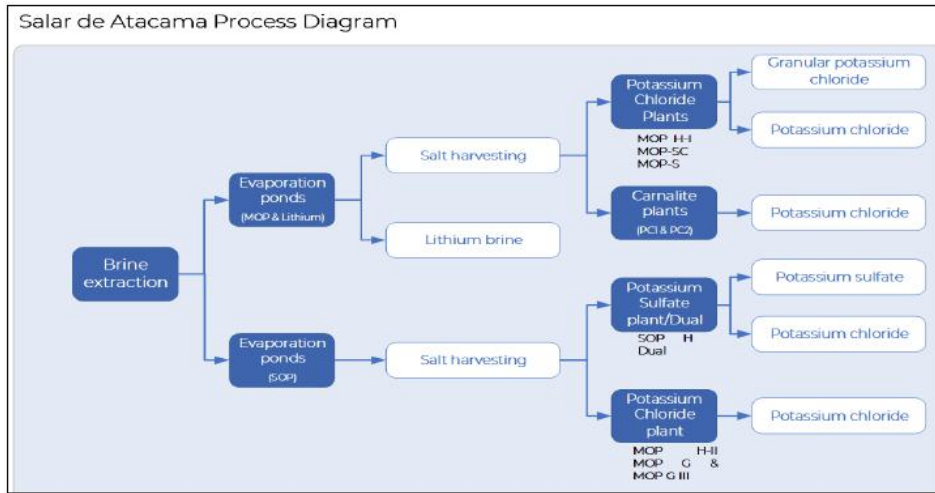 Salar de Atacama Process Diagram
Brine
extraction
Evaporation
ponds
(MOP & Lithium)
Salt harvesting
Lithium brine
Potassium
Chloride
Plants
MOP H-I
MOP-SC
MOP-S
Granular potassium
chloride
Potassium chloride
Carnalite
plants
(PC1 & PC2)
Potassium chloride
Evaporation
ponds
(SOP)
Salt harvesting
Potassium
Sulfate
plant/Dual
SOP H
Dual
Potassium sulfate
Potassium chloride
Potassium
Chloride
plant
MOP H-II
MOP G &
MOP G III
Potassium chloride